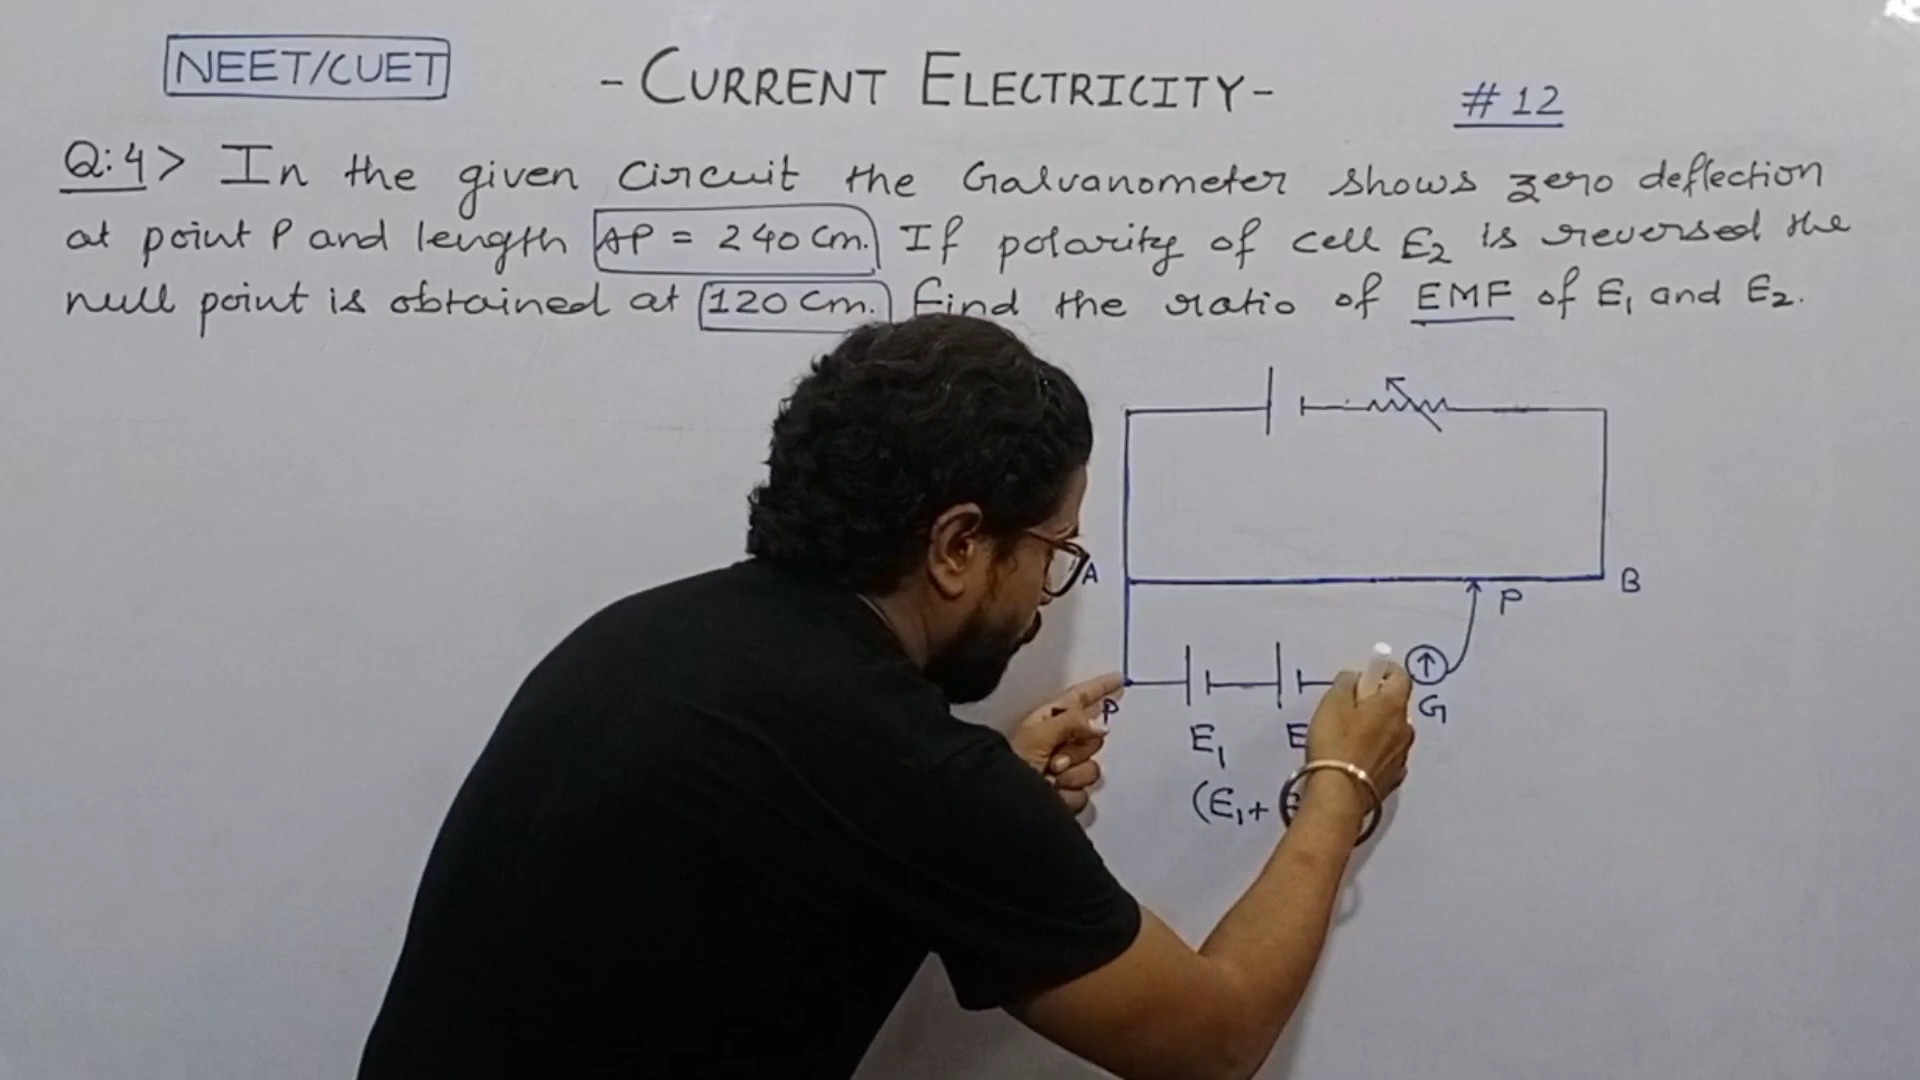 NEET/CUET
- CURRENT ELECTRICITY -
# 12
Q:4> In the given circuit the Galvanometer shows zero deflection
at point P and length AP = 240 cm. If polarity of cell E2 is reversed the
null point is obtained at 120 cm. Find the ratio of EMF of E1 and E2.
A
B
P
P
G
E1
E
(E1+